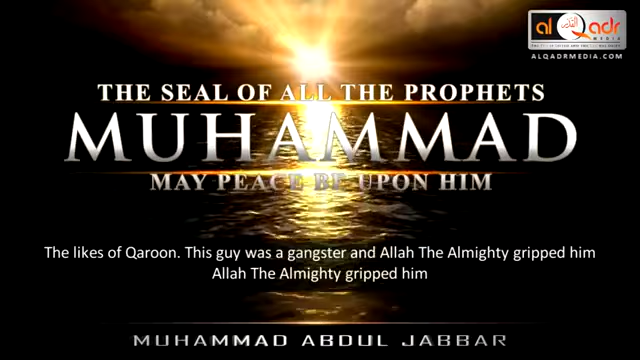 al Qadr
MEDIA
ALQADRMEDIA.COM
THE SEAL OF ALL THE PROPHETS
MUHAMMAD
MAY PEACE BE UPON HIM
The likes of Qaroon. This guy was a gangster and Allah The Almighty gripped him
Allah The Almighty gripped him
MUHAMMAD ABDUL JABBAR